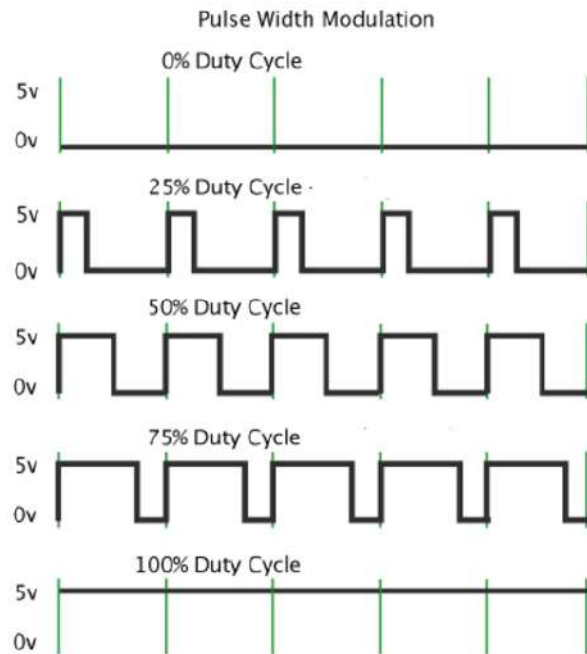 Pulse Width Modulation
0% Duty Cycle
5v
0v
25% Duty Cycle
5v
0v
50% Duty Cycle
5v
0v
75% Duty Cycle
5v
0v
100% Duty Cycle
5v
0v